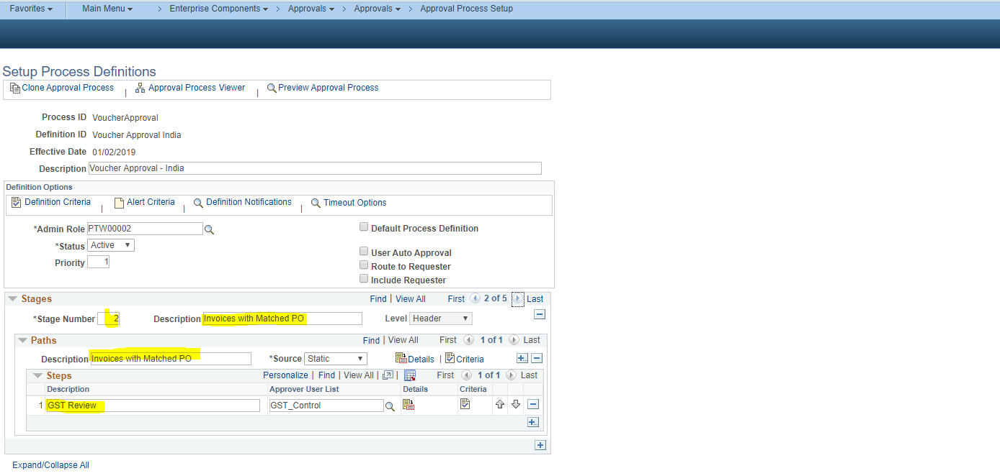 Favorites Main Menu > Enterprise Components > Approvals > Approvals > Approval Process Setup
Setup Process Definitions
Clone Approval Process | Approval Process Viewer | Preview Approval Process
Process ID VoucherApproval
Definition ID Voucher Approval India
Effective Date 01/02/2019
Description Voucher Approval - India
Definition Options
Definition Criteria | Alert Criteria | Definition Notifications | Timeout Options
*Admin Role PTW00002 Default Process Definition
*Status Active
User Auto Approval
Priority 1
Route to Requester
Include Requester
Stages Find | View All First 2 of 5 Last
*Stage Number 2 Description Invoices with Matched PO Level Header
Paths Find | View All First 1 of 1 Last
Description Invoices with Matched PO *Source Static Details | Criteria
Steps Personalize | Find | View All | | First 1 of 1 Last
Description Approver User List Details Criteria
1 GST Review GST_Control
Expand/Collapse All